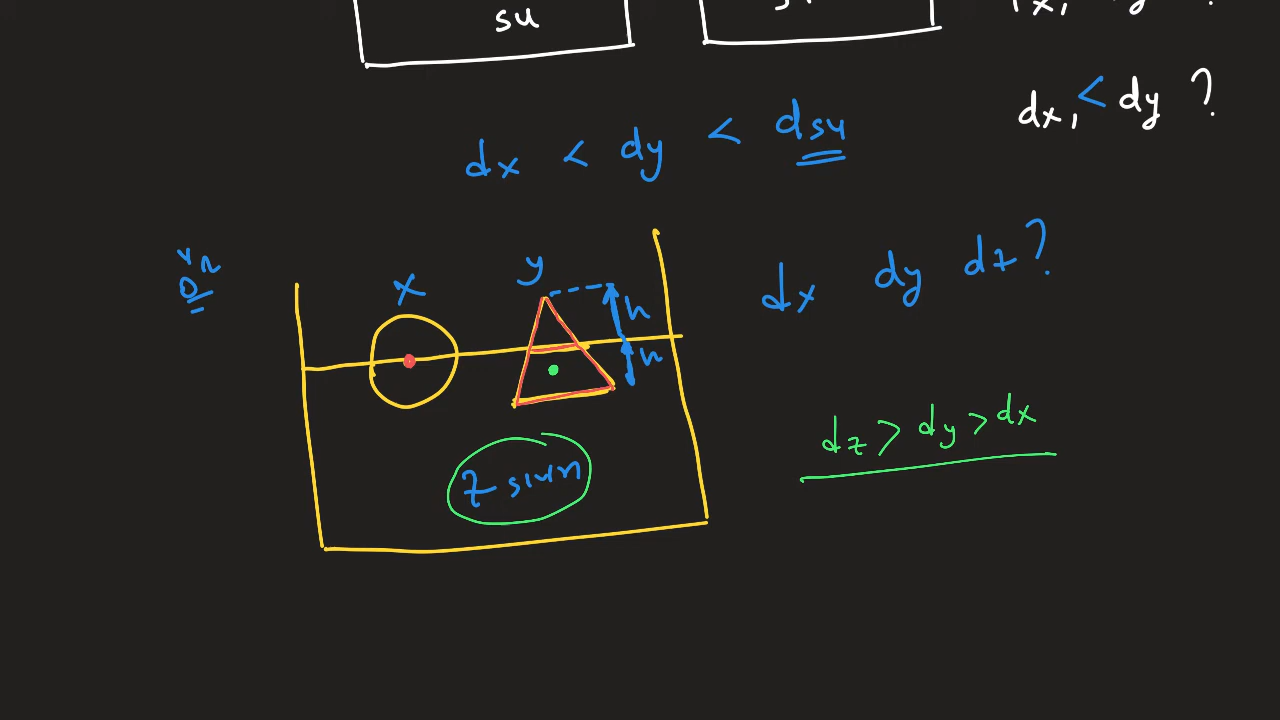 su
dx, < dy ?
dx < dy < dsu
dx dy dz ?
x
y
h
h
dz > dy > dx
z sıvı